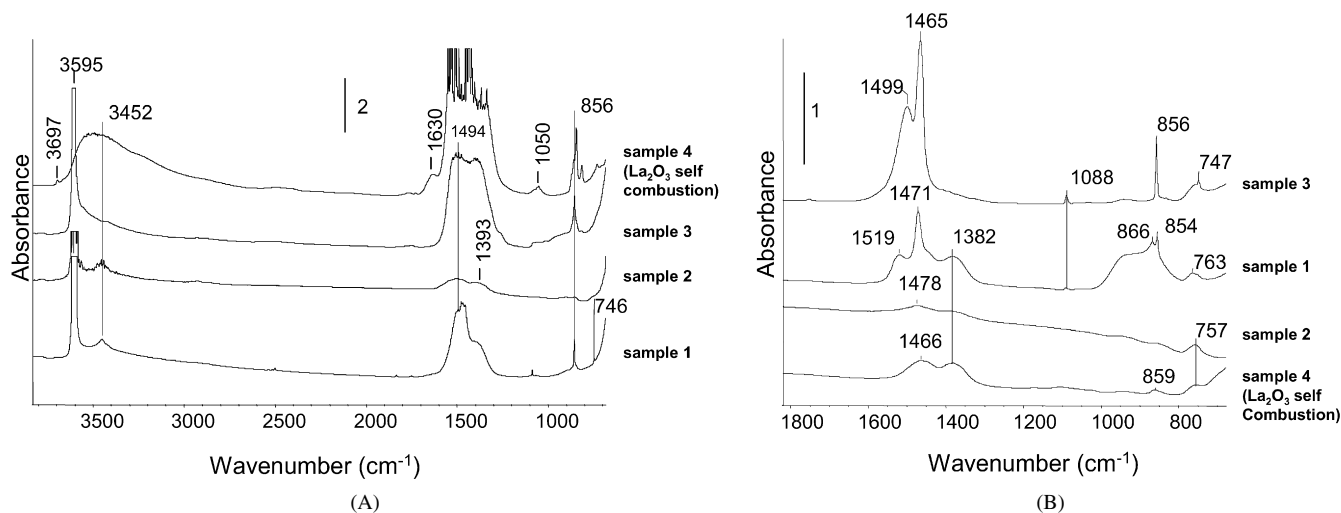 3595
3697
3452
2
1630
1494
1050
856
1393
746
sample 4
(La₂O₃ self
combustion)
sample 3
sample 2
sample 1
Absorbance
3500 3000 2500 2000 1500 1000
Wavenumber (cm⁻¹)
(A)
1465
1499
1
856
1088
747
1471
1519
1382
866
854
763
1478
757
1466
859
sample 3
sample 1
sample 2
sample 4
(La₂O₃ self
Combustion)
Absorbance
1800 1600 1400 1200 1000 800
Wavenumber (cm⁻¹)
(B)